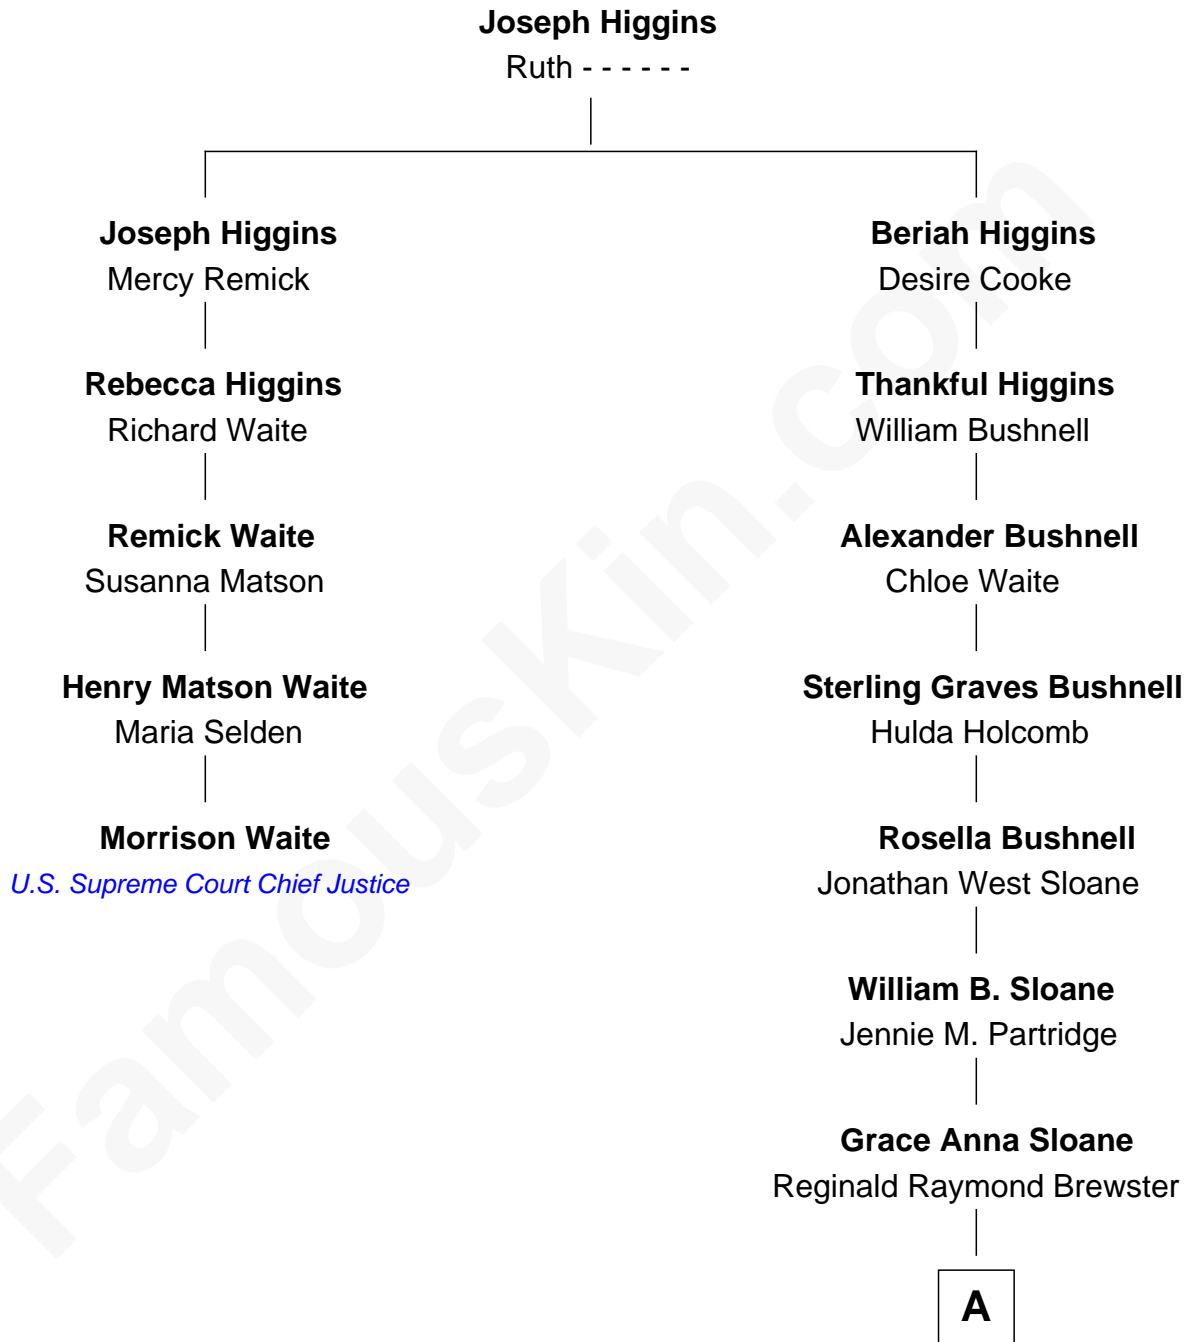 Joseph Higgins
Ruth - - - - - -
Joseph Higgins
Mercy Remick
Rebecca Higgins
Richard Waite
Remick Waite
Susanna Matson
Henry Matson Waite
Maria Selden
Morrison Waite
U.S. Supreme Court Chief Justice
Beriah Higgins
Desire Cooke
Thankful Higgins
William Bushnell
Alexander Bushnell
Chloe Waite
Sterling Graves Bushnell
Hulda Holcomb
Rosella Bushnell
Jonathan West Sloane
William B. Sloane
Jennie M. Partridge
Grace Anna Sloane
Reginald Raymond Brewster
A
FamousKin.com